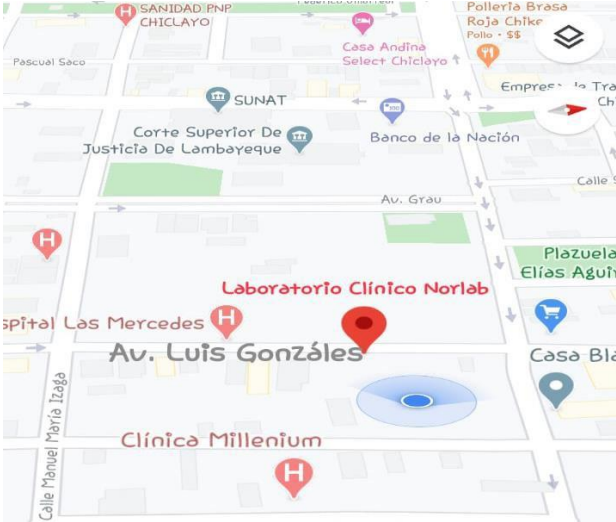 SANIDAD PNP
CHICLAYO
Pollería Brasa
Roja Chike
Pollo · $$
Casa Andina
Select Chiclayo
Pascual Saco
SUNAT
Corte Superior De
Justicia De Lambayeque
Banco de la Nación
Av. Grau
Calle
Plazuela
Elías Agui
Laboratorio Clínico Norlab
spital Las Mercedes
Av. Luis Gonzáles
Casa Bla
Calle Manuel María Izaga
Clínica Millenium
H
H
H
H